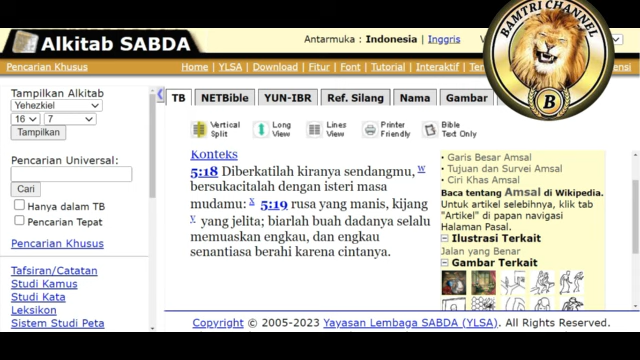 BAMTRI CHANNEL
B
Alkitab SABDA
Antarmuka : Indonesia | Inggris
Pencarian Khusus
Home | YLSA | Download | Fitur | Font | Tutorial | Interaktif |
Tampilkan Alkitab
Yehezkiel
16 7
Tampilkan
Pencarian Universal:
Cari
Hanya dalam TB
Pencarian Tepat
Pencarian Khusus
Tafsiran/Catatan
Studi Kamus
Studi Kata
Leksikon
Sistem Studi Peta
TB NETBible YUN-IBR Ref. Silang Nama Gambar
Vertical Split
Long View
Lines View
Printer Friendly
Bible Text Only
Konteks
5:18 Diberkatilah kiranya sendangmu, w
bersukacitalah dengan isteri masa
mudamu: x 5:19 rusa yang manis, kijang
y yang jelita; biarlah buah dadanya selalu
memuaskan engkau, dan engkau
senantiasa berahi karena cintanya.
• Garis Besar Amsal
• Tujuan dan Survei Amsal
• Ciri Khas Amsal
Baca tentang Amsal di Wikipedia.
Untuk artikel selebihnya, klik tab
"Artikel" di papan navigasi
Halaman Pasal.
Ilustrasi Terkait
Jalan yang Benar
Gambar Terkait
Copyright © 2005-2023 Yayasan Lembaga SABDA (YLSA). All Rights Reserved.